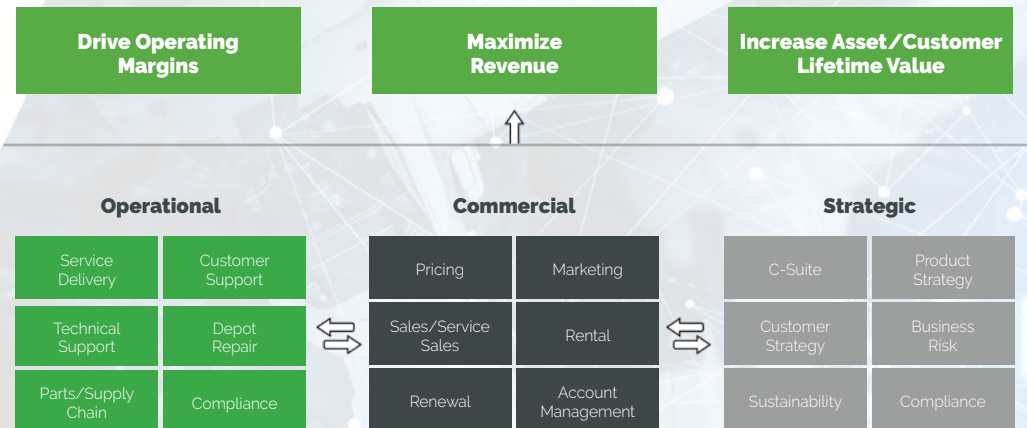 Drive Operating
Margins
Maximize
Revenue
Increase Asset/Customer
Lifetime Value
Operational
Service
Delivery
Customer
Support
Technical
Support
Depot
Repair
Parts/Supply
Chain
Compliance
Commercial
Pricing
Marketing
Sales/Service
Sales
Rental
Renewal
Account
Management
Strategic
C-Suite
Product
Strategy
Customer
Strategy
Business
Risk
Sustainability
Compliance